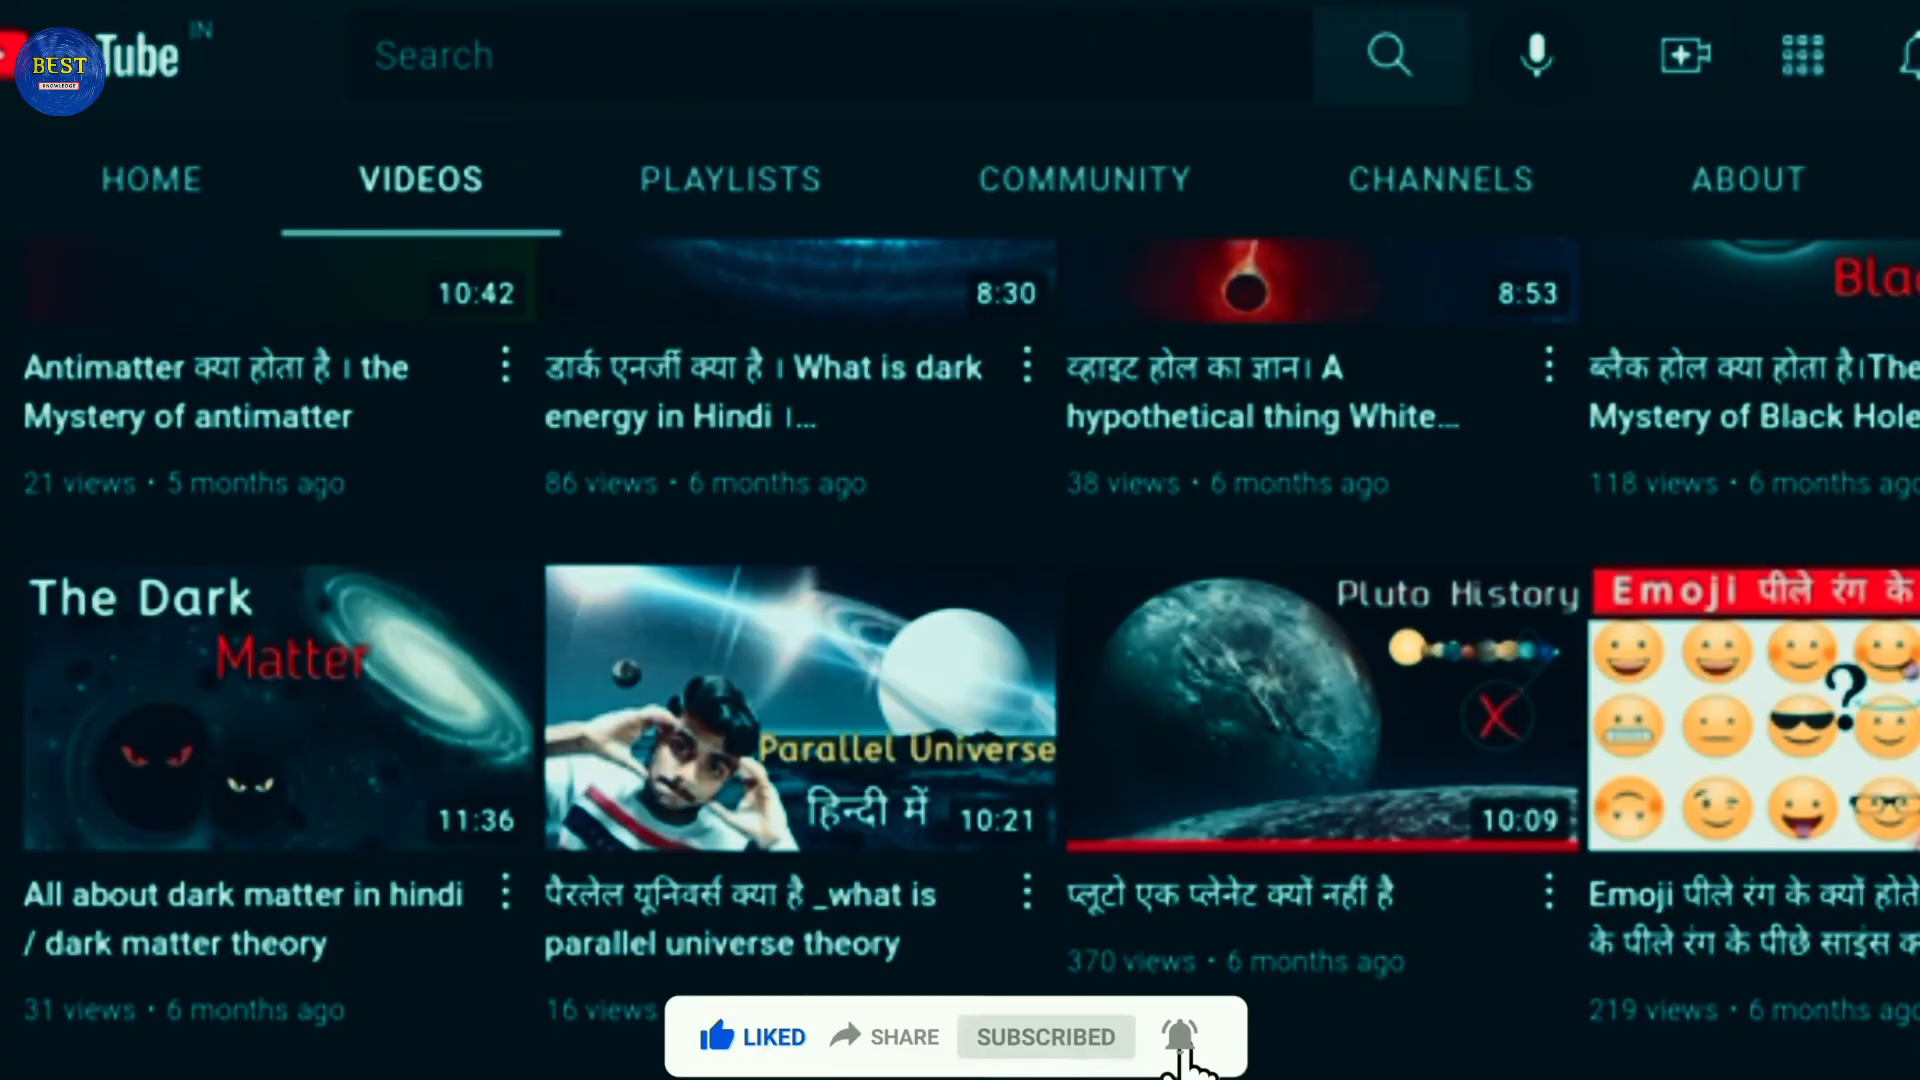 Tube IN
BEST
KNOWLEDGE
Search
HOME VIDEOS PLAYLISTS COMMUNITY CHANNELS ABOUT
10:42 8:30 8:53 Blac
Antimatter क्या होता है । the
Mystery of antimatter
21 views • 5 months ago
डार्क एनर्जी क्या है । What is dark
energy in Hindi ।...
86 views • 6 months ago
व्हाइट होल का ज्ञान। A
hypothetical thing White...
38 views • 6 months ago
ब्लैक होल क्या होता है।The
Mystery of Black Hole
118 views • 6 months ago
The Dark
Matter
11:36
Parallel Universe
हिन्दी में 10:21
Pluto History
10:09
Emoji पीले रंग के
?
All about dark matter in hindi
/ dark matter theory
31 views • 6 months ago
पैरलेल यूनिवर्स क्या है _what is
parallel universe theory
16 views
प्लूटो एक प्लेनेट क्यों नहीं है
370 views • 6 months ago
Emoji पीले रंग के क्यों होते
के पीले रंग के पीछे साइंस क
219 views • 6 months ago
LIKED SHARE SUBSCRIBED